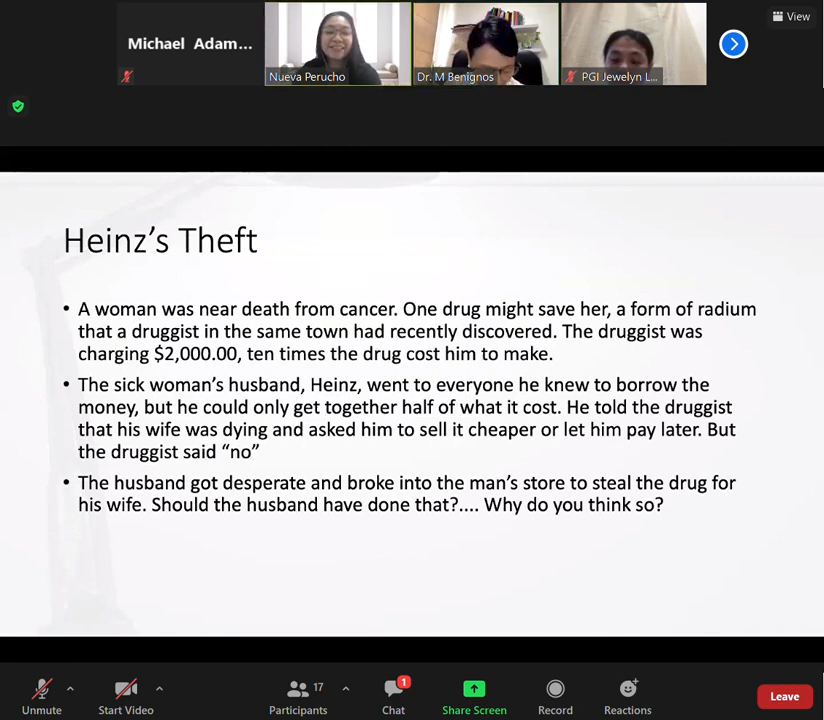 Michael Adam...
View
Nueva Perucho
Dr. M Benignos
PGI Jewelyn L...
Heinz's Theft
• A woman was near death from cancer. One drug might save her, a form of radium
that a druggist in the same town had recently discovered. The druggist was
charging $2,000.00, ten times the drug cost him to make.
• The sick woman's husband, Heinz, went to everyone he knew to borrow the
money, but he could only get together half of what it cost. He told the druggist
that his wife was dying and asked him to sell it cheaper or let him pay later. But
the druggist said “no”
• The husband got desperate and broke into the man's store to steal the drug for
his wife. Should the husband have done that?.... Why do you think so?
17
1
Unmute
Start Video
Participants
Chat
Share Screen
Record
Reactions
Leave